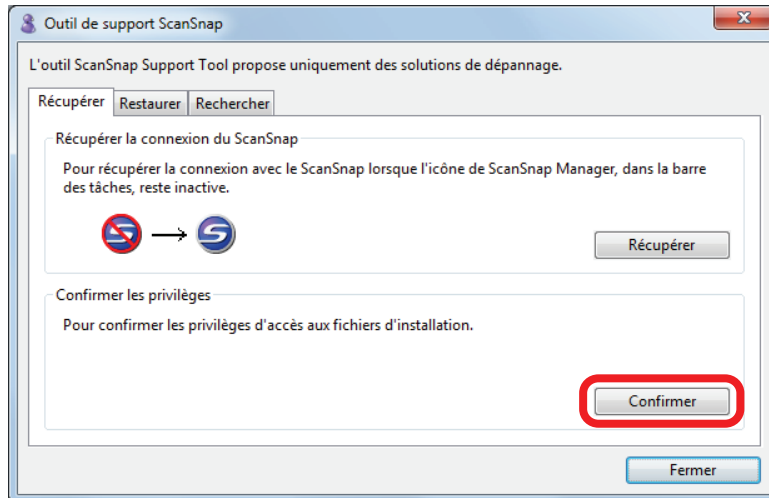 Outil de support ScanSnap
L'outil ScanSnap Support Tool propose uniquement des solutions de dépannage.
Récupérer Restaurer Rechercher
Récupérer la connexion du ScanSnap
Pour récupérer la connexion avec le ScanSnap lorsque l'icône de ScanSnap Manager, dans la barre
des tâches, reste inactive.
Récupérer
Confirmer les privilèges
Pour confirmer les privilèges d'accès aux fichiers d'installation.
Confirmer
Fermer